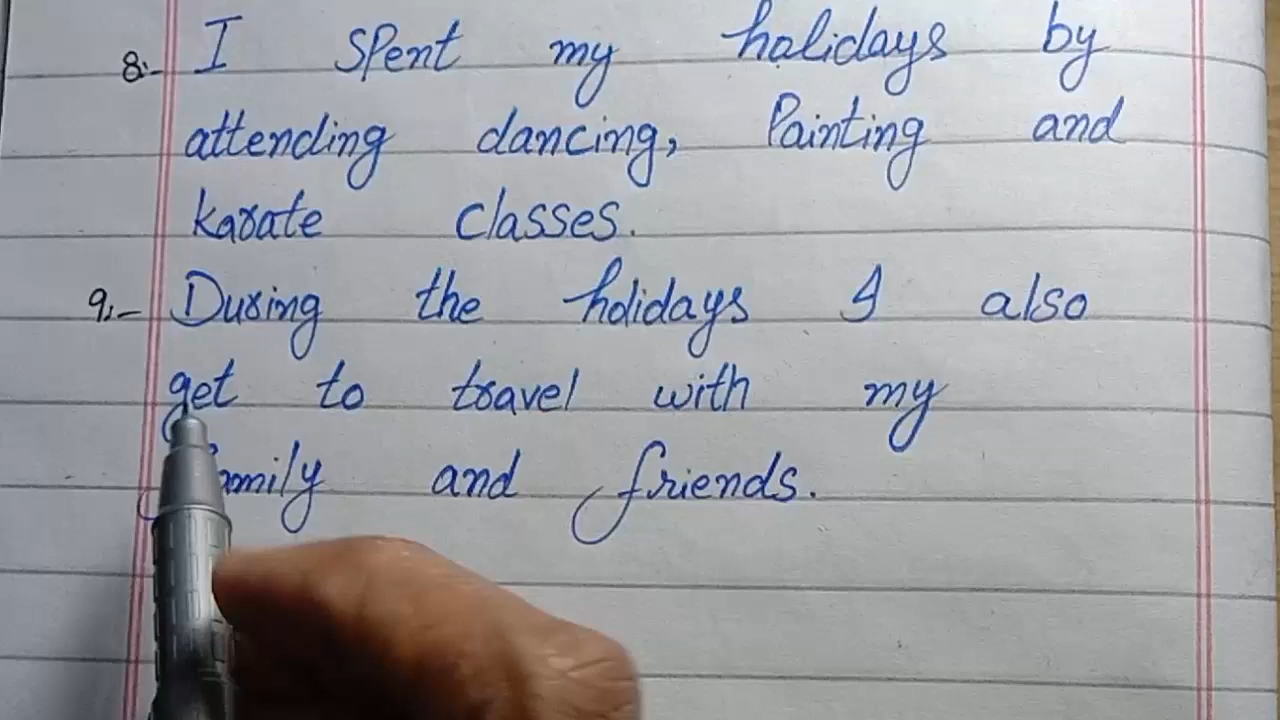 8:- I spent my holidays by
attending dancing, Painting and
karate classes.
9:- During the holidays I also
get to travel with my
family and friends.